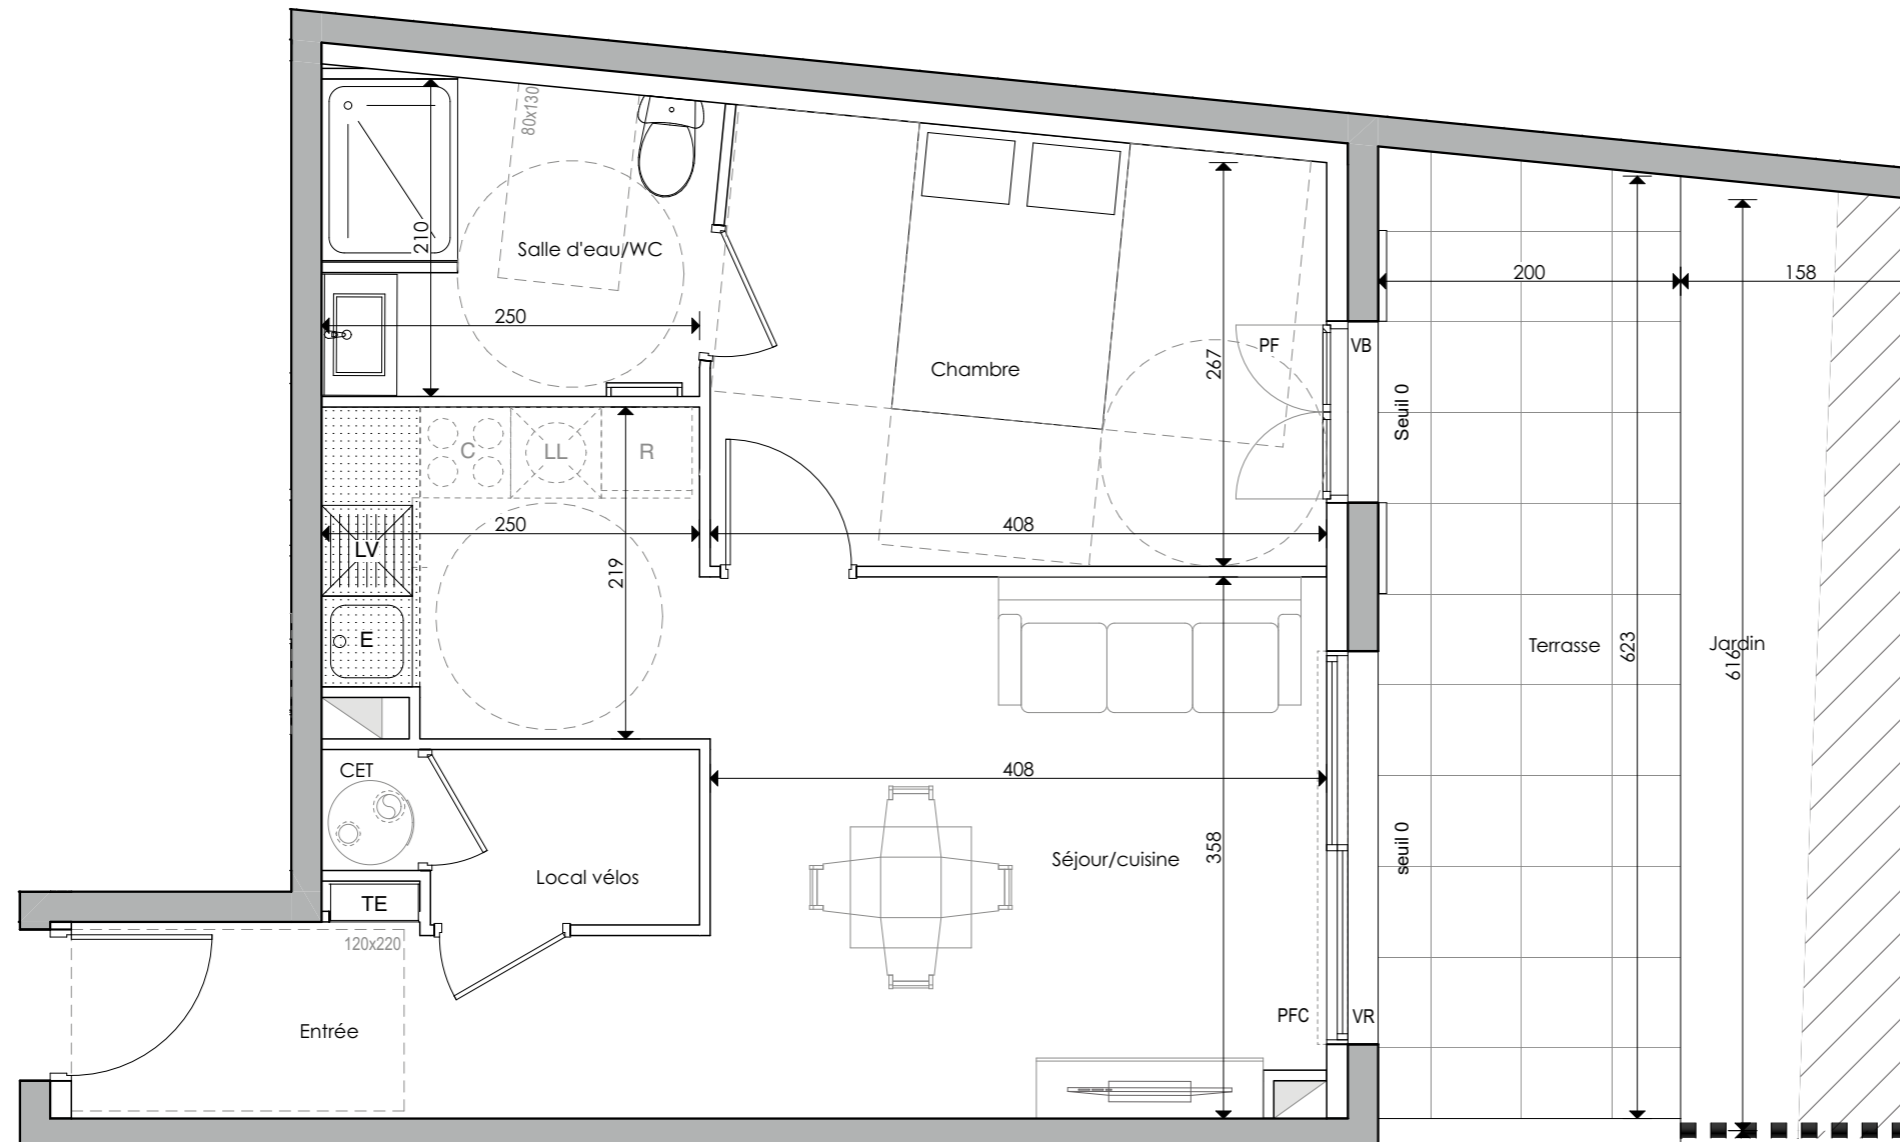 80x130
210
Salle d'eau/WC
250
Chambre
267
PF
VB
Seuil 0
200
158
C
LL
R
250
408
LV
219
E
Terrasse
623
Jardin
616
CET
408
Séjour/cuisine
358
seuil 0
Local vélos
TE
120x220
Entrée
PFC
VR